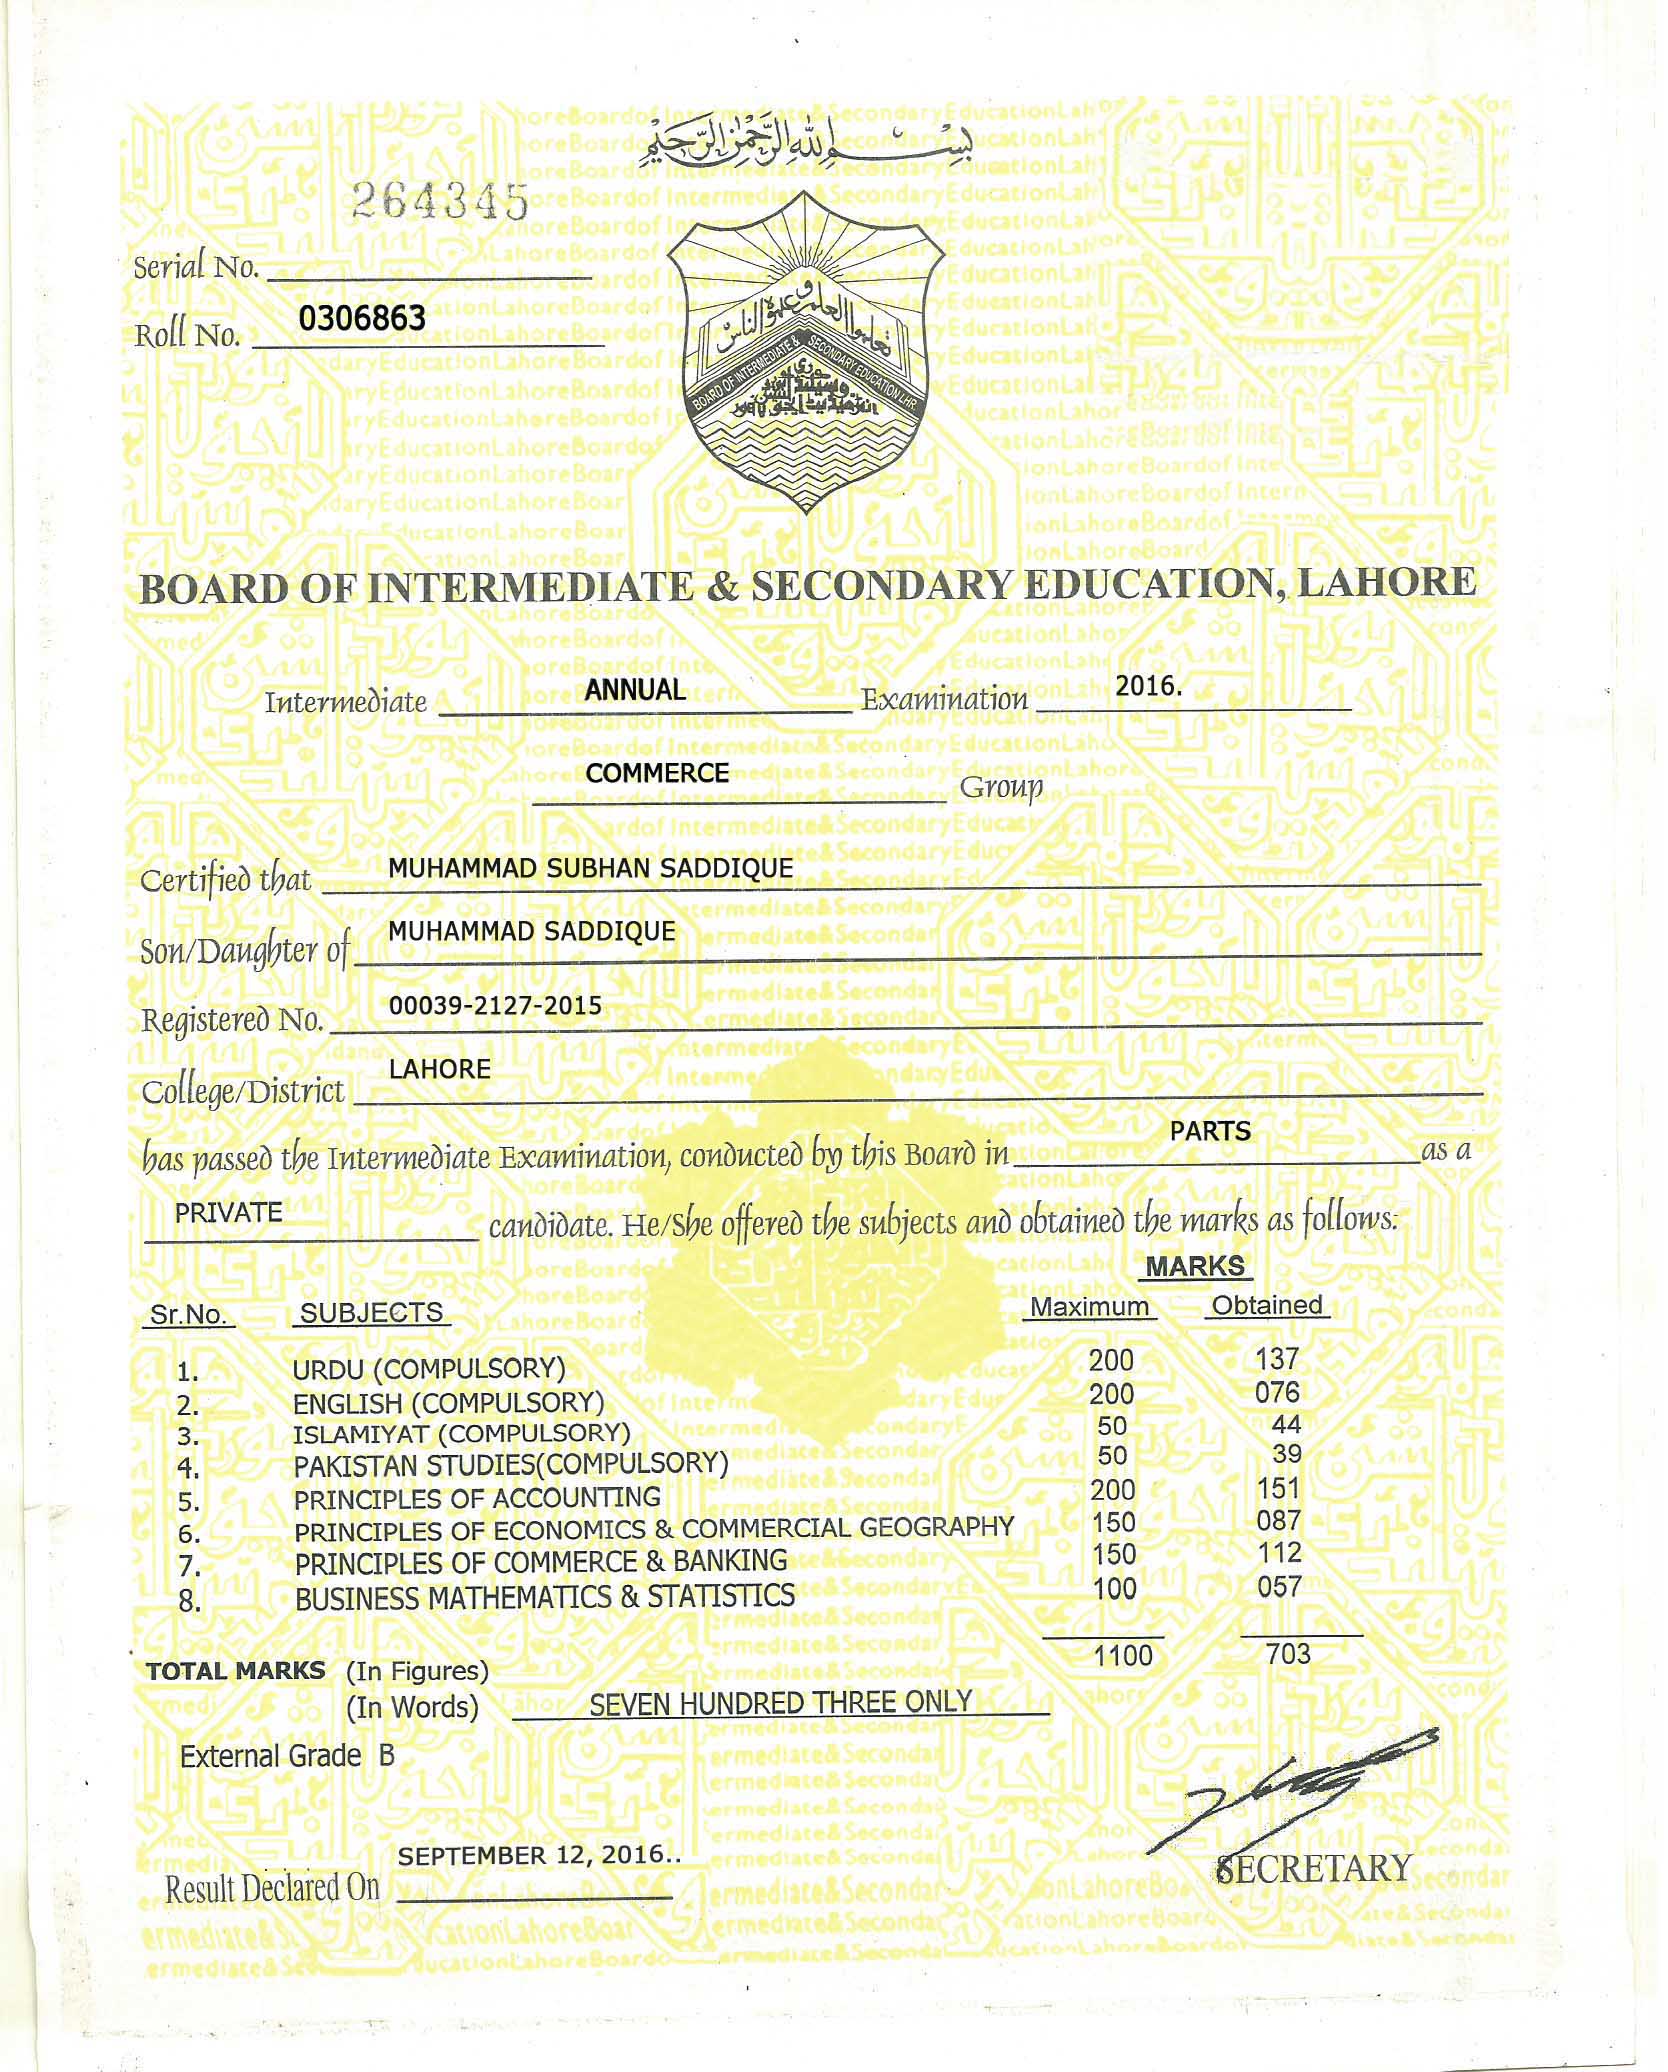 بِسْمِ اللهِ الرَّحْمٰنِ الرَّحِيْمِ
264345
Serial No.
Roll No. 0306863
BOARD OF INTERMEDIATE & SECONDARY EDUCATION LHR.
BOARD OF INTERMEDIATE & SECONDARY EDUCATION, LAHORE
Intermediate ANNUAL Examination 2016.
COMMERCE Group
Certified that MUHAMMAD SUBHAN SADDIQUE
Son/Daughter of MUHAMMAD SADDIQUE
Registered No. 00039-2127-2015
College/District LAHORE
has passed the Intermediate Examination, conducted by this Board in PARTS as a
PRIVATE candidate. He/She offered the subjects and obtained the marks as follows:
MARKS
Sr.No. SUBJECTS Maximum Obtained
1. URDU (COMPULSORY) 200 137
2. ENGLISH (COMPULSORY) 200 076
3. ISLAMIYAT (COMPULSORY) 50 44
4. PAKISTAN STUDIES(COMPULSORY) 50 39
5. PRINCIPLES OF ACCOUNTING 200 151
6. PRINCIPLES OF ECONOMICS & COMMERCIAL GEOGRAPHY 150 087
7. PRINCIPLES OF COMMERCE & BANKING 150 112
8. BUSINESS MATHEMATICS & STATISTICS 100 057
TOTAL MARKS (In Figures) 1100 703
(In Words) SEVEN HUNDRED THREE ONLY
External Grade B
Result Declared On SEPTEMBER 12, 2016..
SECRETARY